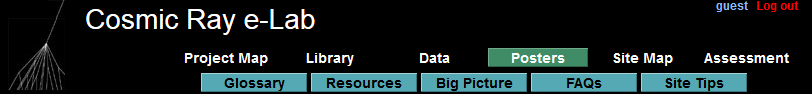 guest Log out
Cosmic Ray e-Lab
Project Map Library Data Posters Site Map Assessment
Glossary Resources Big Picture FAQs Site Tips